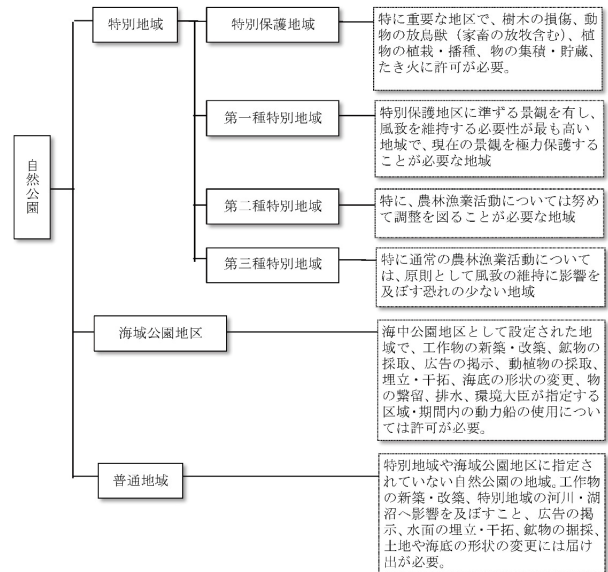 自然公園
特別地域
特別保護地域
特に重要な地区で、樹木の損傷、動
物の放鳥獣（家畜の放牧含む）、植
物の植栽・播種、物の集積・貯蔵、
たき火に許可が必要。
第一種特別地域
特別保護地区に準ずる景観を有し、
風致を維持する必要性が最も高い
地域で、現在の景観を極力保護する
ことが必要な地域
第二種特別地域
特に、農林漁業活動については努め
て調整を図ることが必要な地域
第三種特別地域
特に通常の農林漁業活動について
は、原則として風致の維持に影響を
及ぼす恐れの少ない地域
海域公園地区
海中公園地区として設定された地
域で、工作物の新築・改築、鉱物の
採取、広告の掲示、動植物の採取、
埋立・干拓、海底の形状の変更、物
の繋留、排水、環境大臣が指定する
区域・期間内の動力船の使用につい
ては許可が必要。
普通地域
特別地域や海域公園地区に指定さ
れていない自然公園の地域。工作物
の新築・改築、特別地域の河川・湖
沼へ影響を及ぼすこと、広告の掲
示、水面の埋立・干拓、鉱物の掘採、
土地や海底の形状の変更には届け
出が必要。